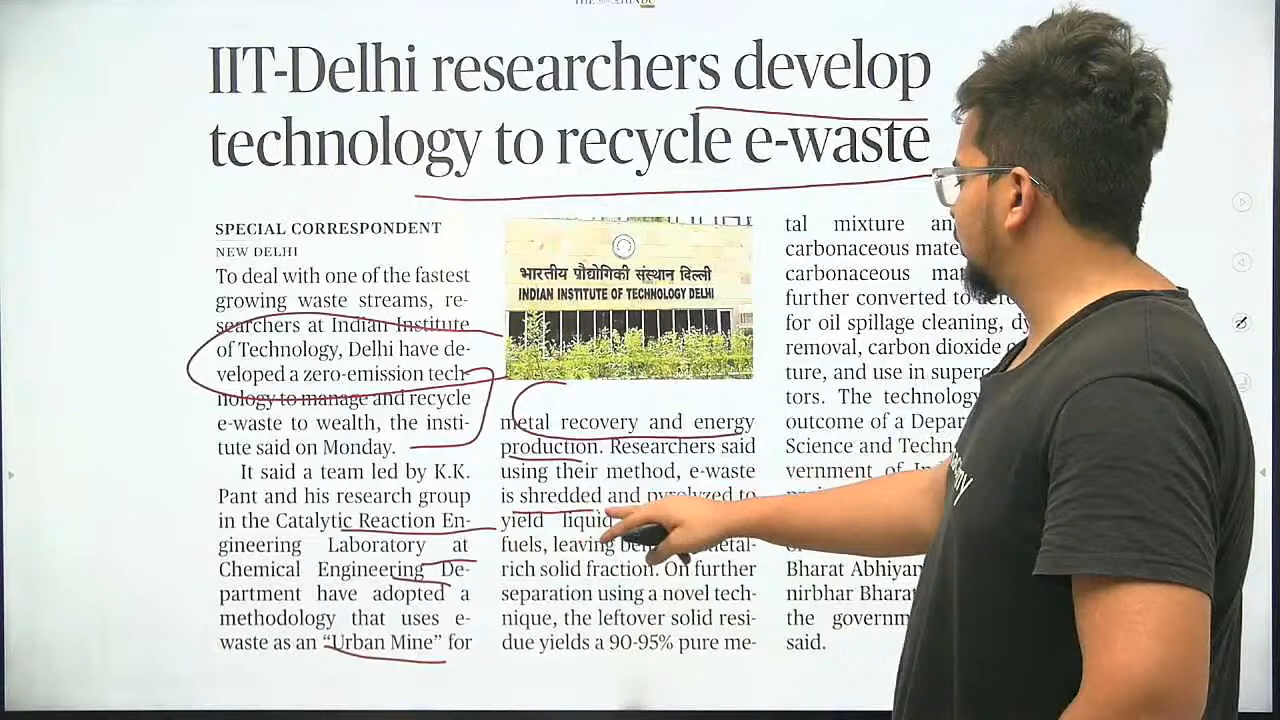 IIT-Delhi researchers develop
technology to recycle e-waste
SPECIAL CORRESPONDENT
NEW DELHI
To deal with one of the fastest
growing waste streams, re-
searchers at Indian Institute
of Technology, Delhi have de-
veloped a zero-emission tech-
nology to manage and recycle
e-waste to wealth, the insti-
tute said on Monday.
It said a team led by K.K.
Pant and his research group
in the Catalytic Reaction En-
gineering Laboratory at
Chemical Engineering De-
partment have adopted a
methodology that uses e-
waste as an “Urban Mine” for
भारतीय प्रौद्योगिकी संस्थान दिल्ली
INDIAN INSTITUTE OF TECHNOLOGY DELHI
metal recovery and energy
production. Researchers said
using their method, e-waste
is shredded and pyrolyzed to
yield liquid
fuels, leaving
rich solid fraction. On further
separation using a novel tech-
nique, the leftover solid resi-
due yields a 90-95% pure me-
tal mixture
carbonaceous
carbonaceous
further converted to
for oil spillage cleaning,
removal, carbon dioxide
ture, and use in
tors. The technology
outcome of a
Science and
vernment of
Bharat
nirbhar
the
said.